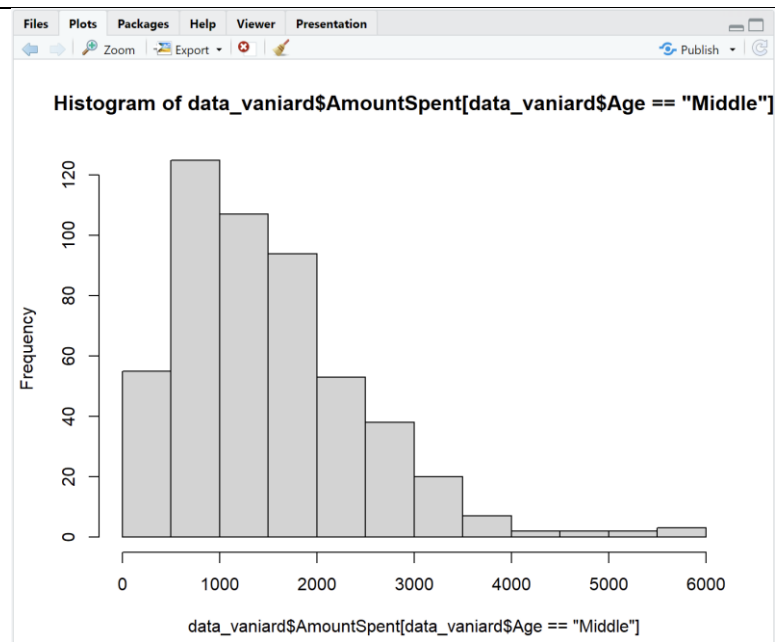 Files Plots Packages Help Viewer Presentation
Zoom Export Publish
Histogram of data_vaniard$AmountSpent[data_vaniard$Age == "Middle"]
120
100
80
60
40
20
0
Frequency
0 1000 2000 3000 4000 5000 6000
data_vaniard$AmountSpent[data_vaniard$Age == "Middle"]